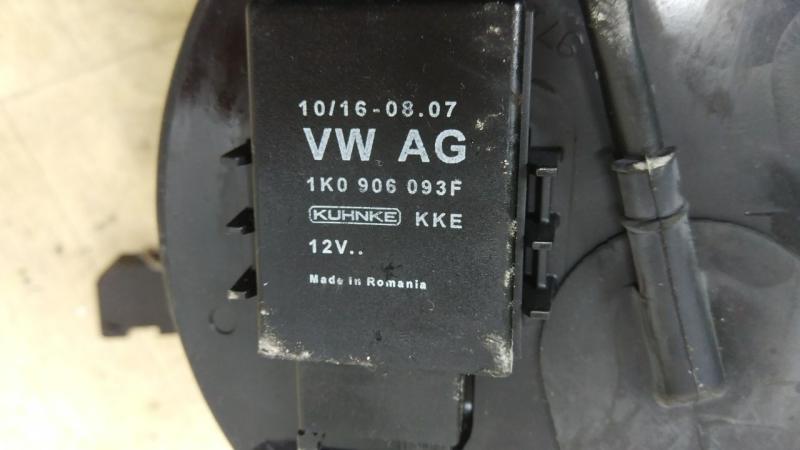 10/16-08.07
VW AG
1K0 906 093F
KUHNKE KKE
12V..
Made in Romania